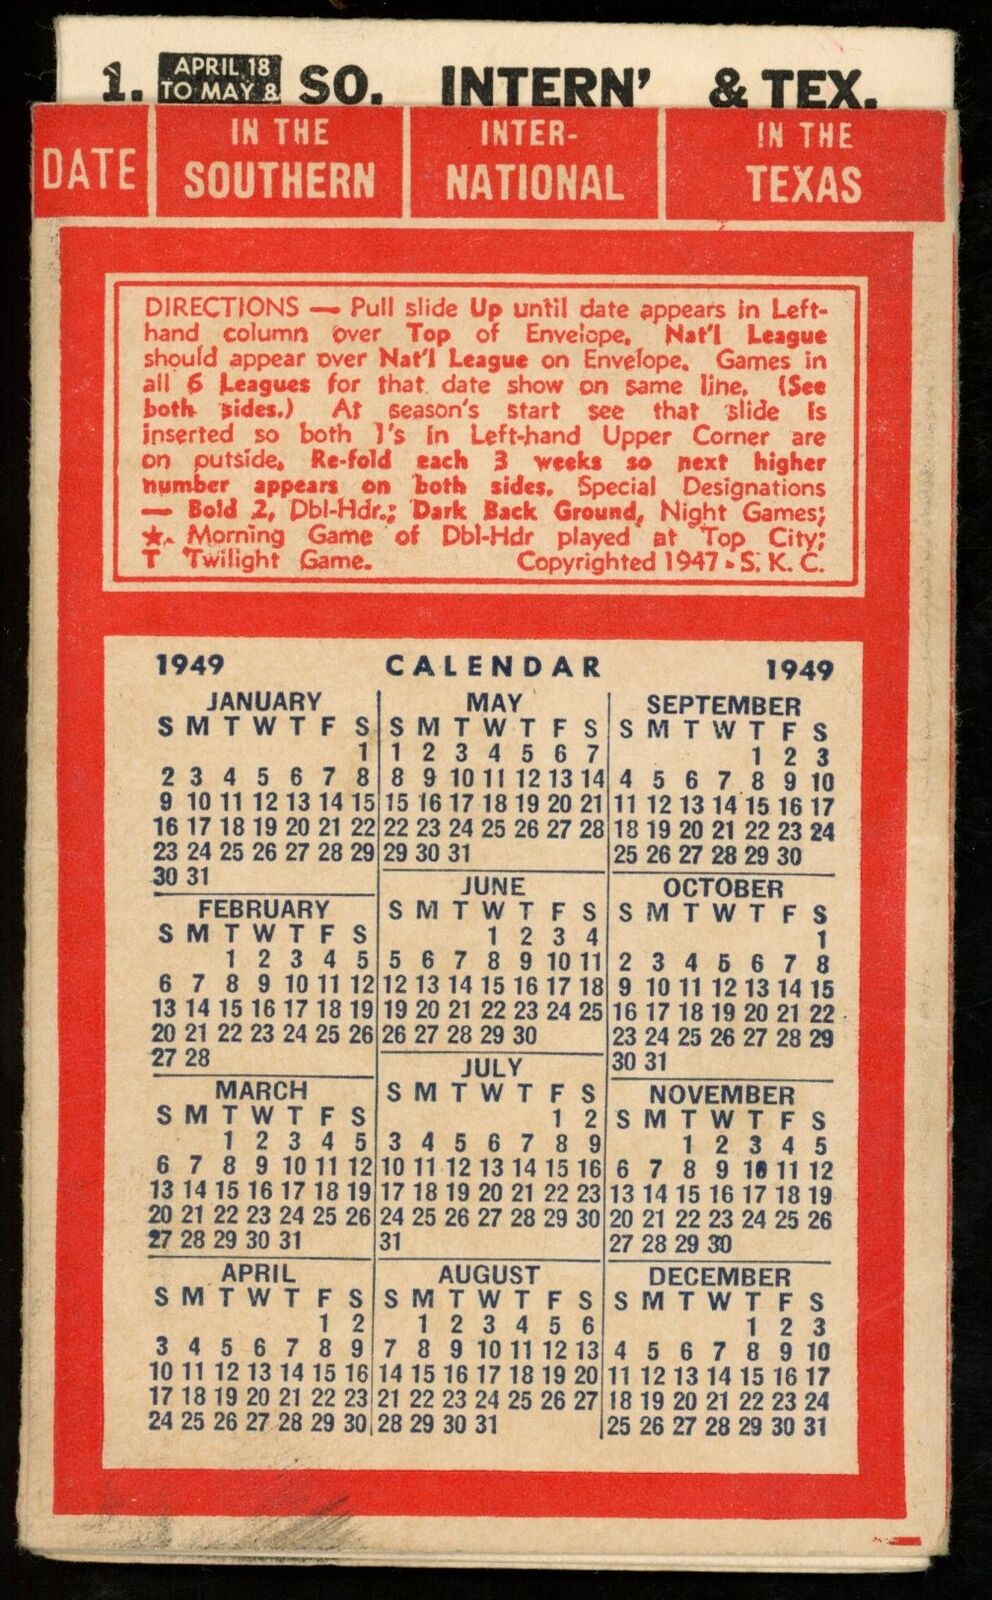 1. APRIL 18 TO MAY 8 SO. INTERN' & TEX.
DATE IN THE SOUTHERN INTER-NATIONAL IN THE TEXAS
DIRECTIONS — Pull slide Up until date appears in Left-
hand column over Top of Envelope. Nat'l League
should appear over Nat'l League on Envelope. Games in
all 6 Leagues for that date show on same line. (See
both sides.) At season's start see that slide is
inserted so both 1's in Left-hand Upper Corner are
on outside. Re-fold each 3 weeks so next higher
number appears on both sides. Special Designations
— Bold 2, Dbl-Hdr.; Dark Back Ground, Night Games;
★. Morning Game of Dbl-Hdr played at Top City;
T Twilight Game. Copyrighted 1947 - S. K. C.
1949 CALENDAR 1949
JANUARY
S M T W T F S
1
2 3 4 5 6 7 8
9 10 11 12 13 14 15
16 17 18 19 20 21 22
23 24 25 26 27 28 29
30 31
FEBRUARY
S M T W T F S
1 2 3 4 5
6 7 8 9 10 11 12
13 14 15 16 17 18 19
20 21 22 23 24 25 26
27 28
MARCH
S M T W T F S
1 2 3 4 5
6 7 8 9 10 11 12
13 14 15 16 17 18 19
20 21 22 23 24 25 26
27 28 29 30 31
APRIL
S M T W T F S
1 2
3 4 5 6 7 8 9
10 11 12 13 14 15 16
17 18 19 20 21 22 23
24 25 26 27 28 29 30
MAY
S M T W T F S
1 2 3 4 5 6 7
8 9 10 11 12 13 14
15 16 17 18 19 20 21
22 23 24 25 26 27 28
29 30 31
JUNE
S M T W T F S
1 2 3 4
5 6 7 8 9 10 11
12 13 14 15 16 17 18
19 20 21 22 23 24 25
26 27 28 29 30
JULY
S M T W T F S
1 2
3 4 5 6 7 8 9
10 11 12 13 14 15 16
17 18 19 20 21 22 23
24 25 26 27 28 29 30
31
AUGUST
S M T W T F S
1 2 3 4 5 6
7 8 9 10 11 12 13
14 15 16 17 18 19 20
21 22 23 24 25 26 27
28 29 30 31
SEPTEMBER
S M T W T F S
1 2 3
4 5 6 7 8 9 10
11 12 13 14 15 16 17
18 19 20 21 22 23 24
25 26 27 28 29 30
OCTOBER
S M T W T F S
1
2 3 4 5 6 7 8
9 10 11 12 13 14 15
16 17 18 19 20 21 22
23 24 25 26 27 28 29
30 31
NOVEMBER
S M T W T F S
1 2 3 4 5
6 7 8 9 10 11 12
13 14 15 16 17 18 19
20 21 22 23 24 25 26
27 28 29 30
DECEMBER
S M T W T F S
1 2 3
4 5 6 7 8 9 10
11 12 13 14 15 16 17
18 19 20 21 22 23 24
25 26 27 28 29 30 31